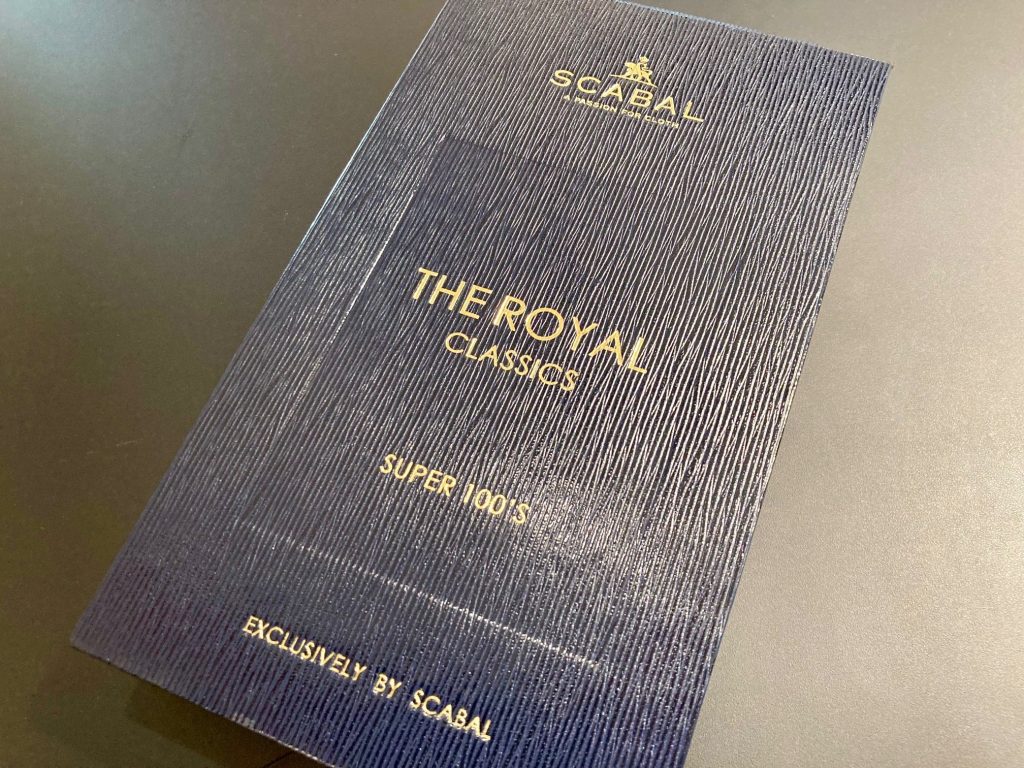 SCABAL
A PASSION FOR CLOTH
THE ROYAL
CLASSICS
SUPER 100'S
EXCLUSIVELY BY SCABAL